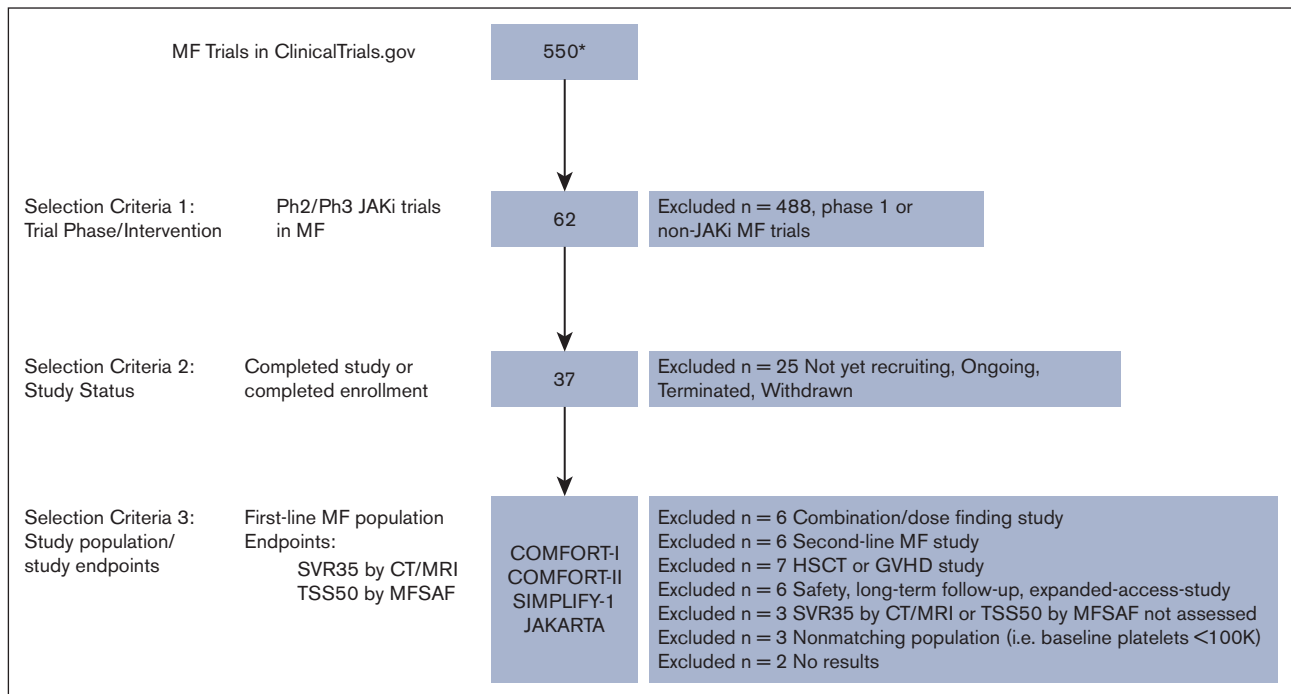 MF Trials in ClinicalTrials.gov
550*
Selection Criteria 1:
Trial Phase/Intervention
Ph2/Ph3 JAKi trials
in MF
62
Excluded n = 488, phase 1 or
non-JAKi MF trials
Selection Criteria 2:
Study Status
Completed study or
completed enrollment
37
Excluded n = 25 Not yet recruiting, Ongoing,
Terminated, Withdrawn
Selection Criteria 3:
Study population/
study endpoints
First-line MF population
Endpoints:
SVR35 by CT/MRI
TSS50 by MFSAF
COMFORT-I
COMFORT-II
SIMPLIFY-1
JAKARTA
Excluded n = 6 Combination/dose finding study
Excluded n = 6 Second-line MF study
Excluded n = 7 HSCT or GVHD study
Excluded n = 6 Safety, long-term follow-up, expanded-access-study
Excluded n = 3 SVR35 by CT/MRI or TSS50 by MFSAF not assessed
Excluded n = 3 Nonmatching population (i.e. baseline platelets <100K)
Excluded n = 2 No results